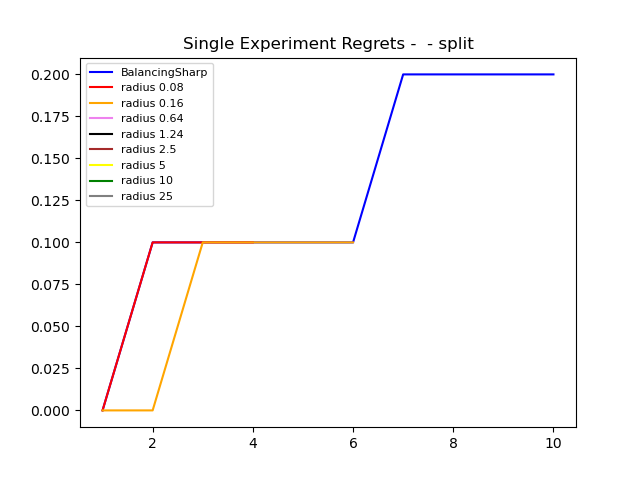 Single Experiment Regrets -  - split
BalancingSharp
radius 0.08
radius 0.16
radius 0.64
radius 1.24
radius 2.5
radius 5
radius 10
radius 25
0.200
0.175
0.150
0.125
0.100
0.075
0.050
0.025
0.000
2 4 6 8 10